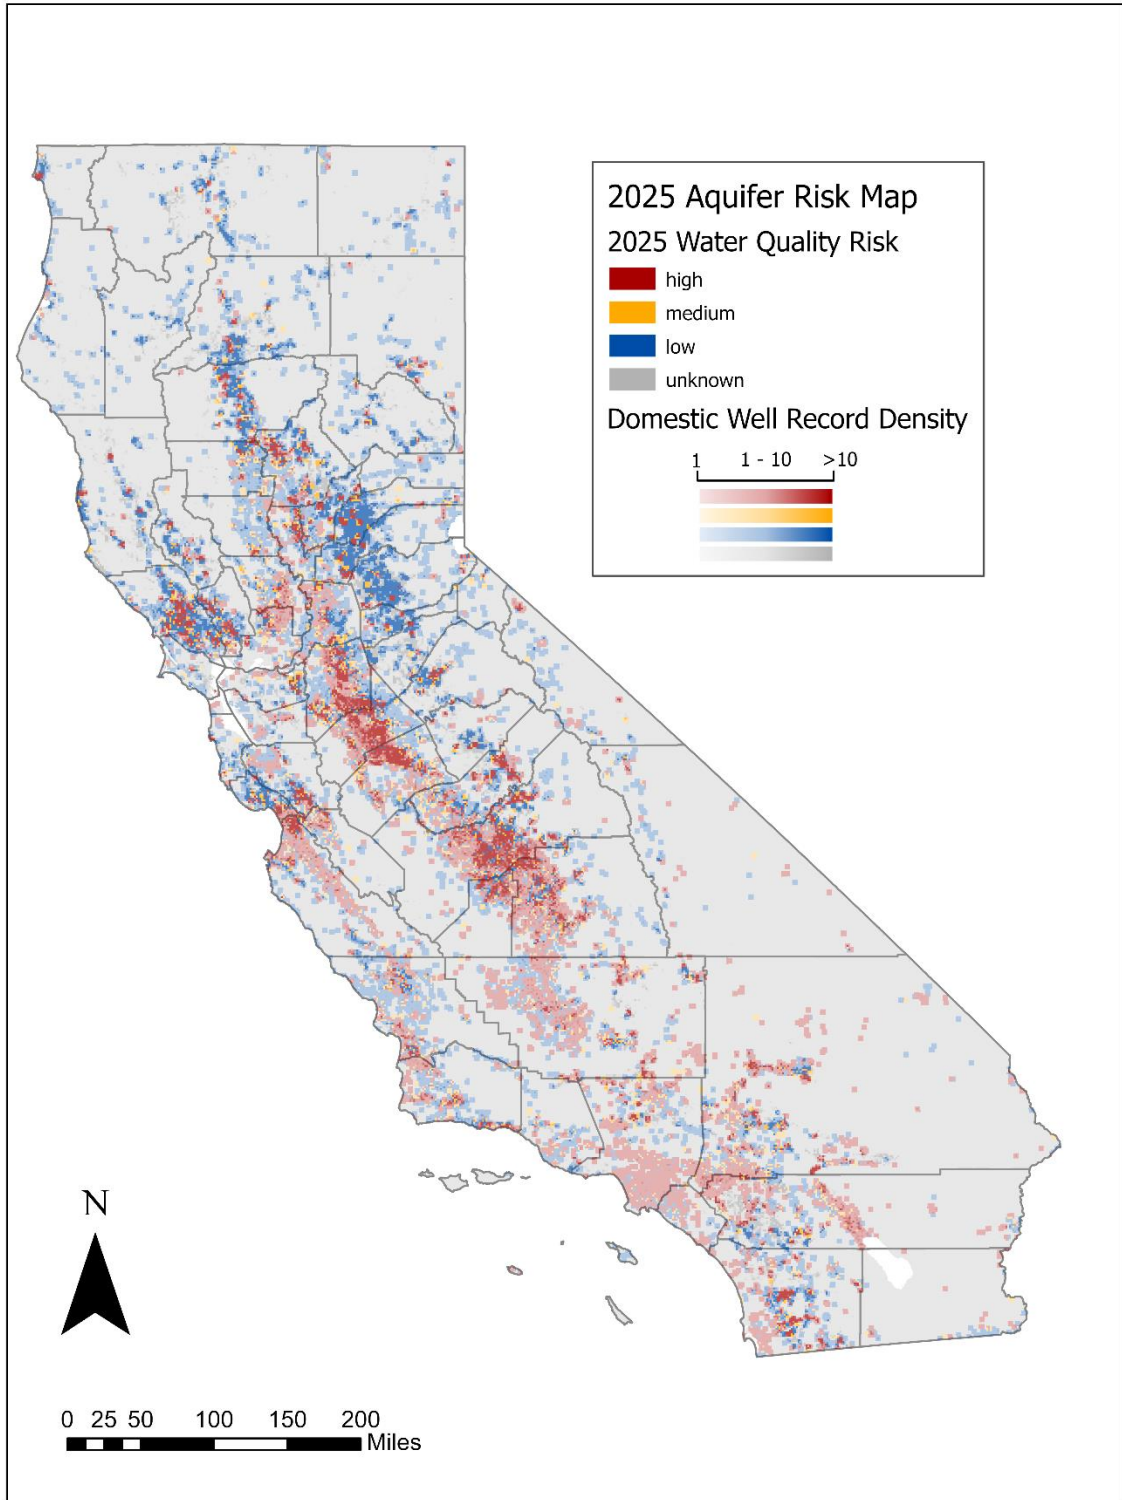 2025 Aquifer Risk Map
2025 Water Quality Risk
high
medium
low
unknown
Domestic Well Record Density
1 1 - 10 >10
N
0 25 50 100 150 200
Miles